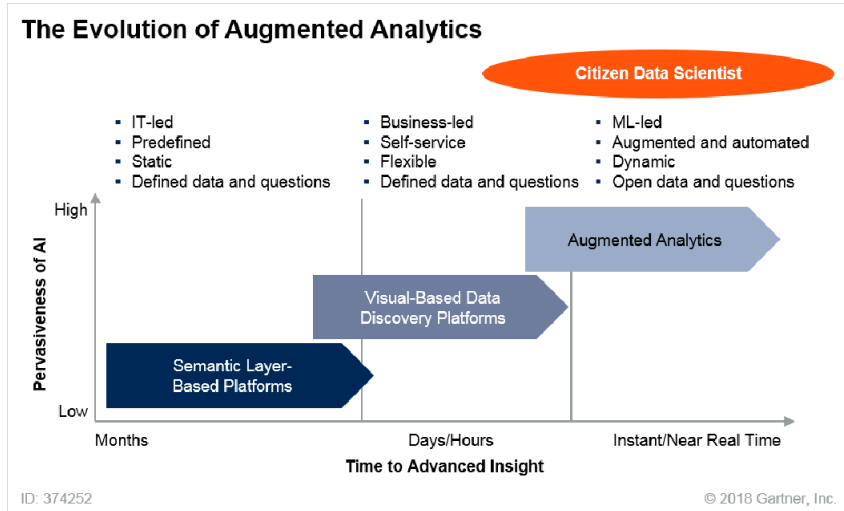 The Evolution of Augmented Analytics
Citizen Data Scientist
▪ IT-led
▪ Predefined
▪ Static
▪ Defined data and questions
▪ Business-led
▪ Self-service
▪ Flexible
▪ Defined data and questions
▪ ML-led
▪ Augmented and automated
▪ Dynamic
▪ Open data and questions
High
Pervasiveness of AI
Low
Augmented Analytics
Visual-Based Data
Discovery Platforms
Semantic Layer-
Based Platforms
Months
Days/Hours
Instant/Near Real Time
Time to Advanced Insight
ID: 374252
© 2018 Gartner, Inc.